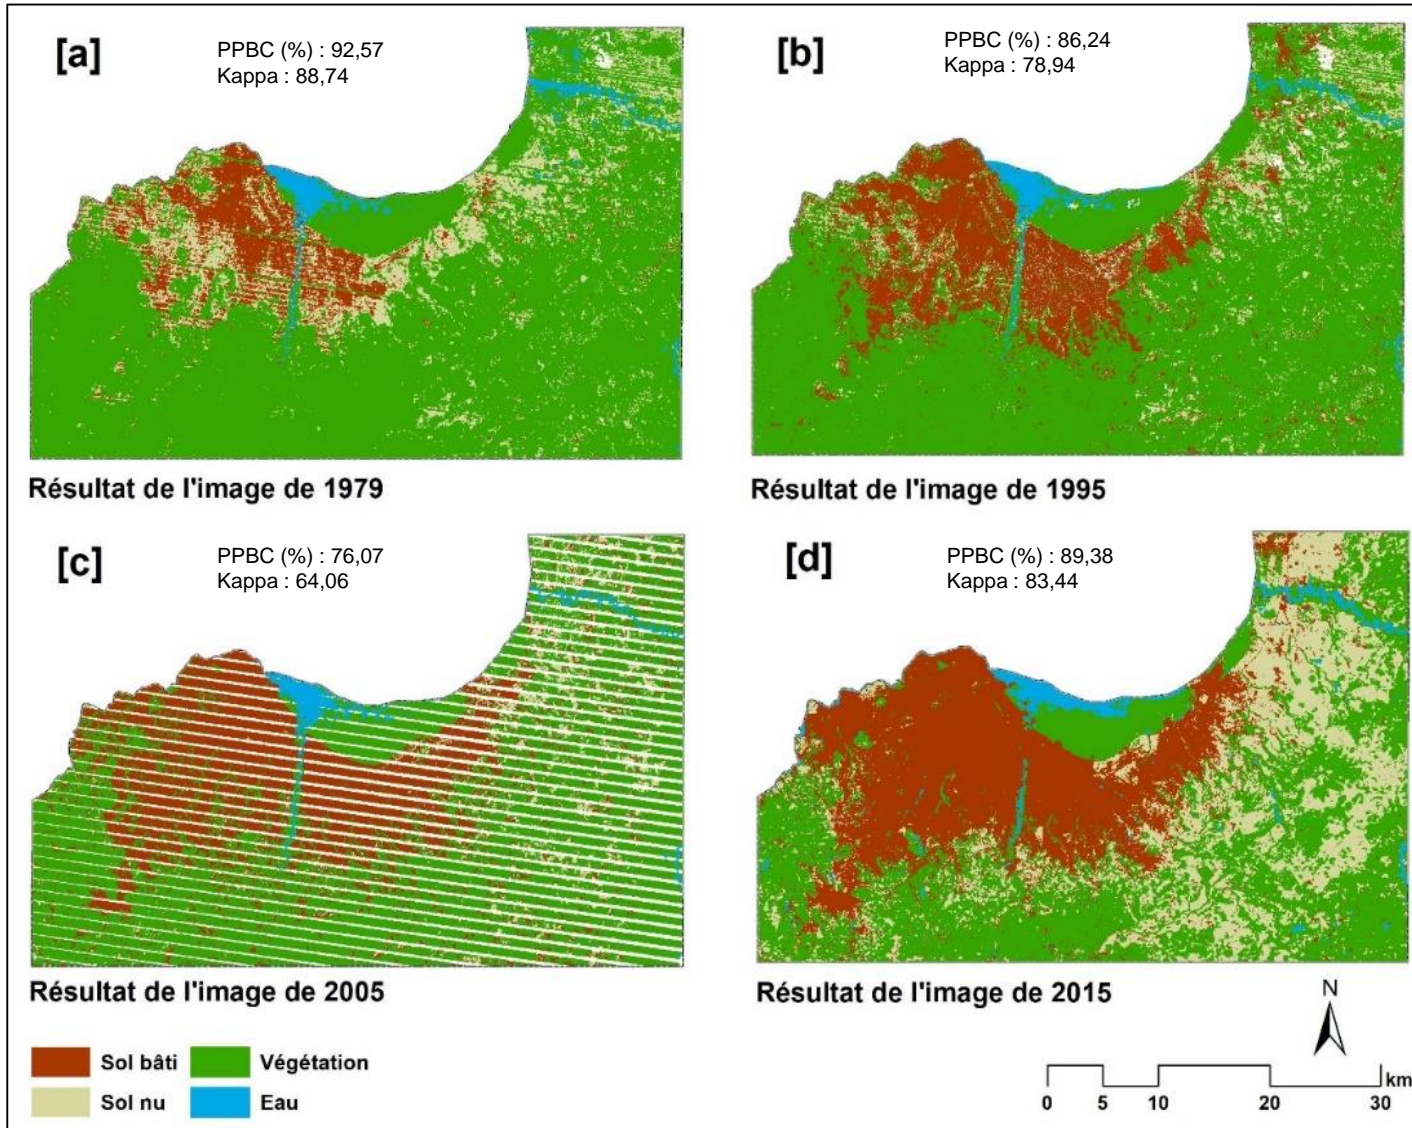 [a]
PPBC (%) : 92,57
Kappa : 88,74
Résultat de l'image de 1979
[b]
PPBC (%) : 86,24
Kappa : 78,94
Résultat de l'image de 1995
[c]
PPBC (%) : 76,07
Kappa : 64,06
Résultat de l'image de 2005
[d]
PPBC (%) : 89,38
Kappa : 83,44
Résultat de l'image de 2015
Sol bâti
Végétation
Sol nu
Eau
N
km
0 5 10 20 30